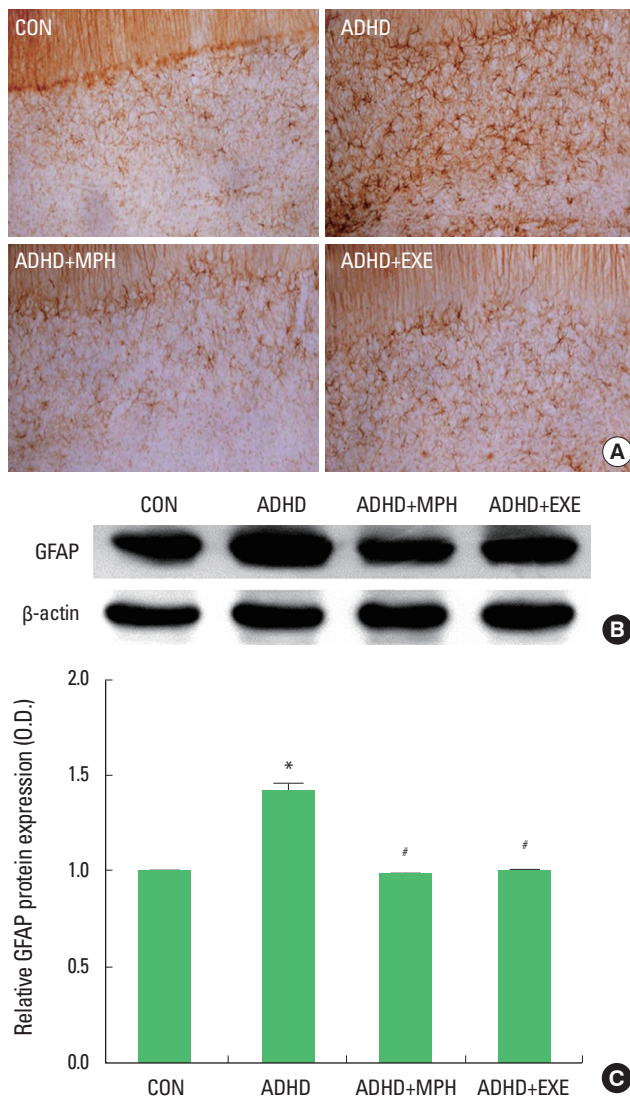 CON
ADHD
ADHD+MPH
ADHD+EXE
A
CON ADHD ADHD+MPH ADHD+EXE
GFAP
β-actin
B
Relative GFAP protein expression (O.D.)
2.0
1.5
1.0
0.5
0.0
*
#
#
CON ADHD ADHD+MPH ADHD+EXE
C